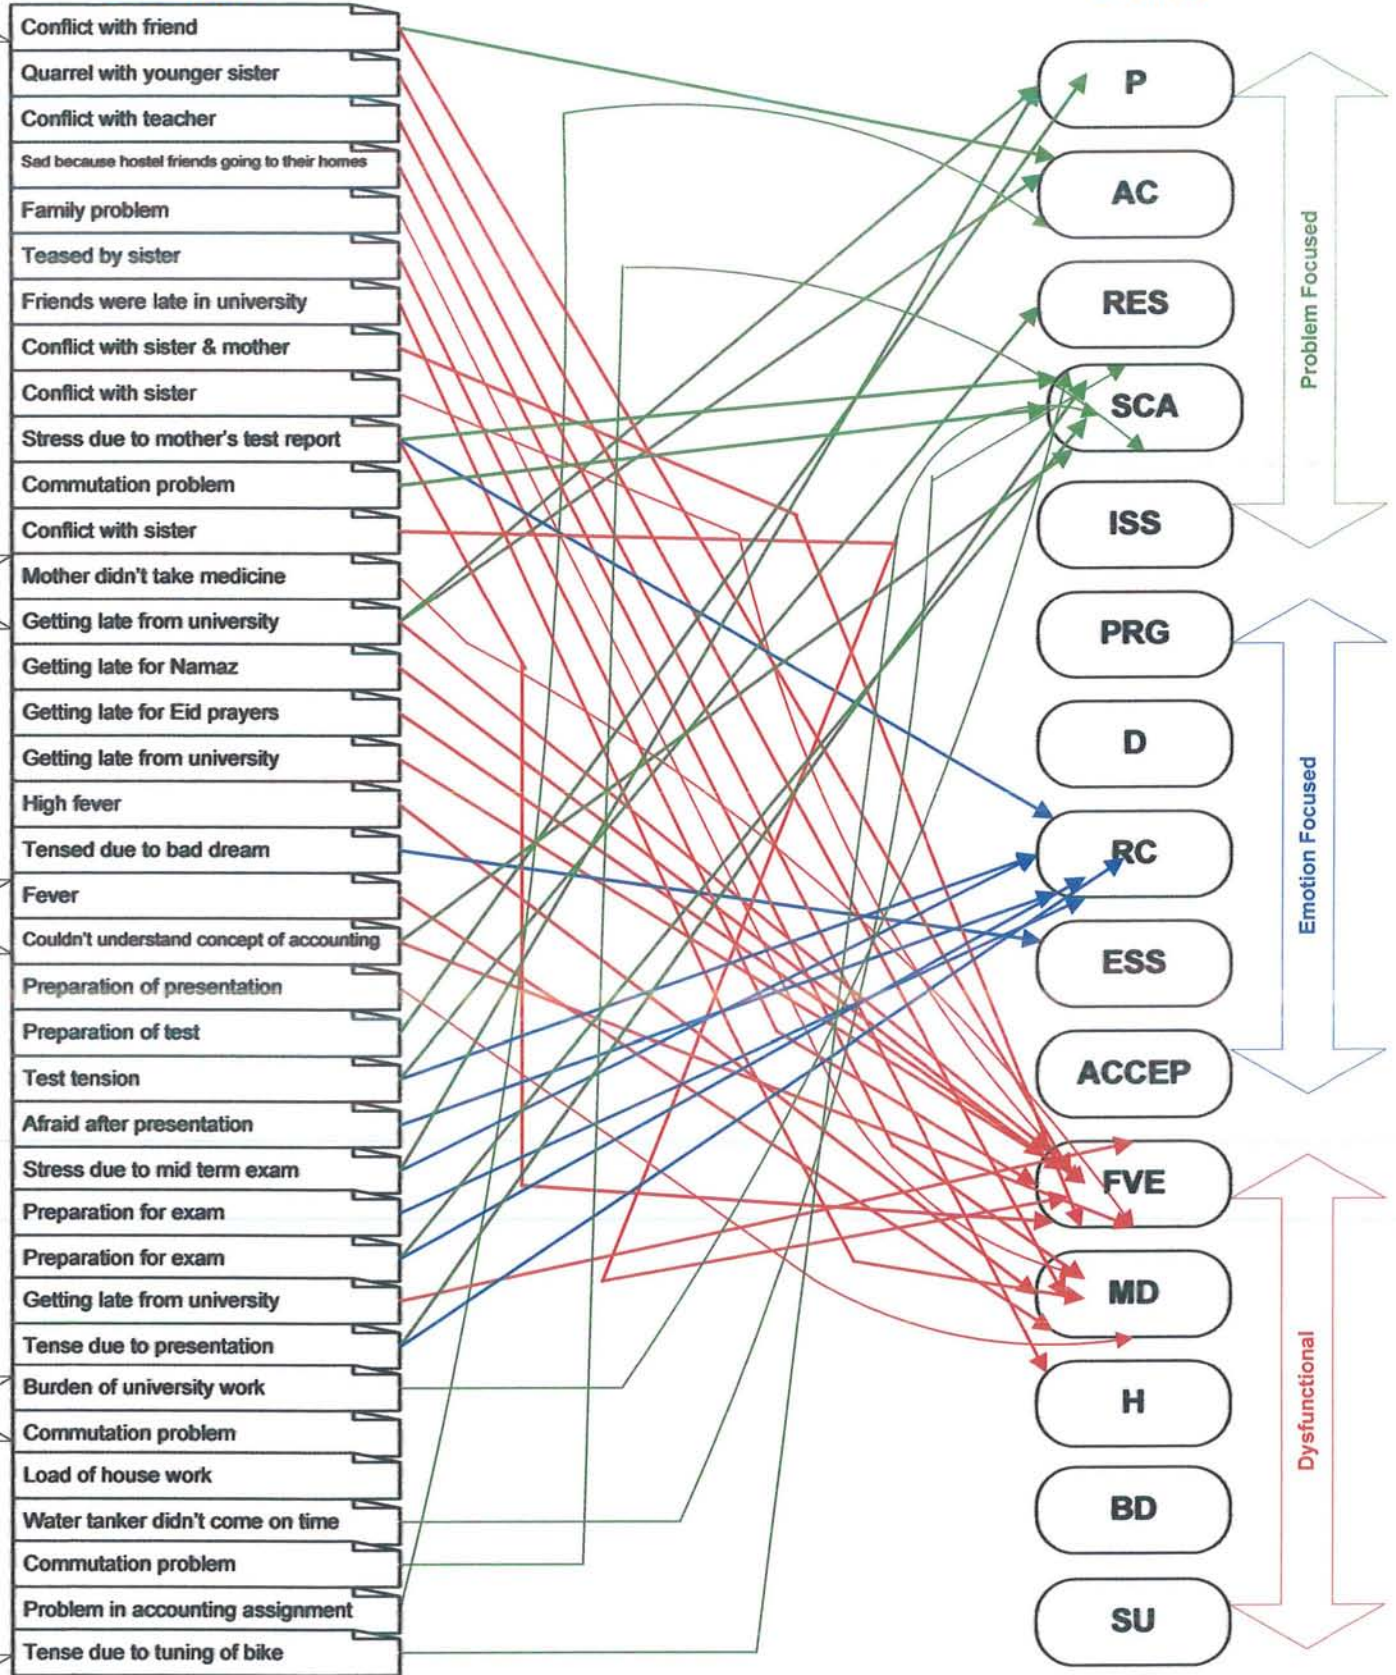 Conflict with friend
Quarrel with younger sister
Conflict with teacher
Sad because hostel friends going to their homes
Family problem
Teased by sister
Friends were late in university
Conflict with sister & mother
Conflict with sister
Stress due to mother's test report
Commutation problem
Conflict with sister
Mother didn't take medicine
Getting late from university
Getting late for Namaz
Getting late for Eid prayers
Getting late from university
High fever
Tensed due to bad dream
Fever
Couldn't understand concept of accounting
Preparation of presentation
Preparation of test
Test tension
Afraid after presentation
Stress due to mid term exam
Preparation for exam
Preparation for exam
Getting late from university
Tense due to presentation
Burden of university work
Commutation problem
Load of house work
Water tanker didn't come on time
Commutation problem
Problem in accounting assignment
Tense due to tuning of bike
P
AC
RES
SCA
ISS
PRG
D
RC
ESS
ACCEP
FVE
MD
H
BD
SU
Problem Focused
Emotion Focused
Dysfunctional